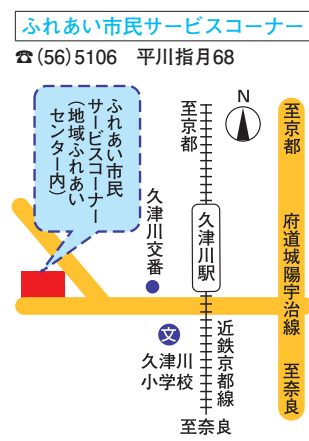 ふれあい市民サービスコーナー
☎(56)5106 平川指月68
ふれあい市民
サービスコーナー
(地域ふれあい
センター内)
久津川交番
至京都
N
至京都
久津川駅
府道城陽宇治線
文
久津川
小学校
近鉄京都線
至奈良
至奈良